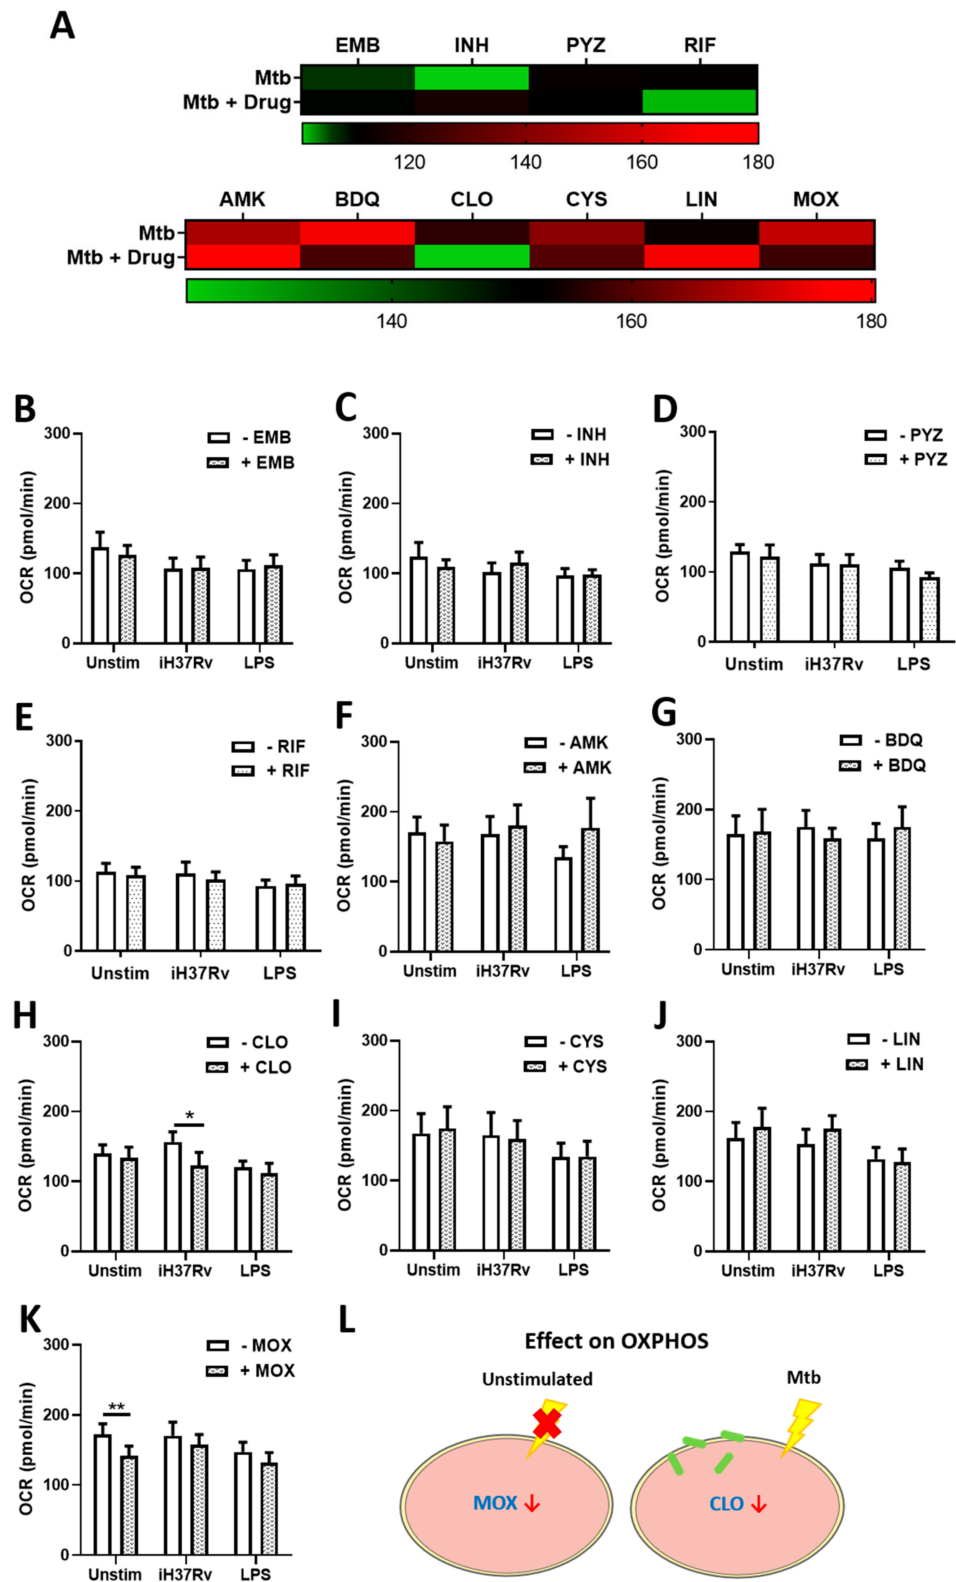 A
EMB INH PYZ RIF
Mtb
Mtb + Drug
120 140 160 180
AMK BDQ CLO CYS LIN MOX
Mtb
Mtb + Drug
140 160 180
B
OCR (pmol/min)
300
200
100
0
- EMB
+ EMB
Unstim iH37Rv LPS
C
OCR (pmol/min)
300
200
100
0
- INH
+ INH
Unstim iH37Rv LPS
D
OCR (pmol/min)
300
200
100
0
- PYZ
+ PYZ
Unstim iH37Rv LPS
E
OCR (pmol/min)
300
200
100
0
- RIF
+ RIF
Unstim iH37Rv LPS
F
OCR (pmol/min)
300
200
100
0
- AMK
+ AMK
Unstim iH37Rv LPS
G
OCR (pmol/min)
300
200
100
0
- BDQ
+ BDQ
Unstim iH37Rv LPS
H
OCR (pmol/min)
300
200
100
0
- CLO
+ CLO
*
Unstim iH37Rv LPS
I
OCR (pmol/min)
300
200
100
0
- CYS
+ CYS
Unstim iH37Rv LPS
J
OCR (pmol/min)
300
200
100
0
- LIN
+ LIN
Unstim iH37Rv LPS
K
OCR (pmol/min)
300
200
100
0
- MOX
+ MOX
**
Unstim iH37Rv LPS
L
Effect on OXPHOS
Unstimulated Mtb
MOX ↓ CLO ↓